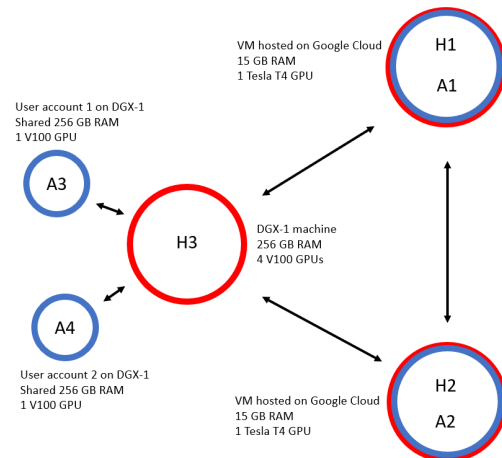 VM hosted on Google Cloud
15 GB RAM
1 Tesla T4 GPU
H1
A1
User account 1 on DGX-1
Shared 256 GB RAM
1 V100 GPU
A3
H3
DGX-1 machine
256 GB RAM
4 V100 GPUs
A4
User account 2 on DGX-1
Shared 256 GB RAM
1 V100 GPU
VM hosted on Google Cloud
15 GB RAM
1 Tesla T4 GPU
H2
A2